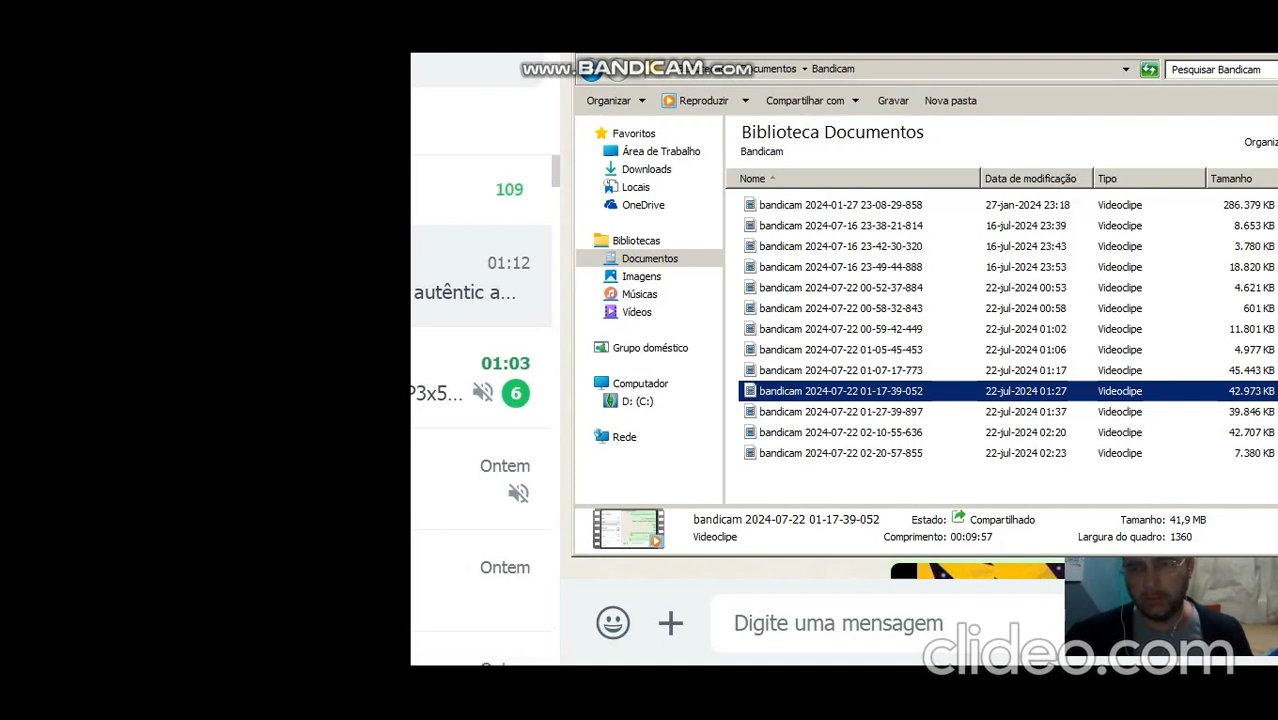 www.BANDICAM.com
ocumentos
Bandicam
Pesquisar Bandicam
Organizar
Reproduzir
Compartilhar com
Gravar
Nova pasta
Favoritos
Área de Trabalho
Downloads
Locais
OneDrive
Bibliotecas
Documentos
Imagens
Músicas
Vídeos
Grupo doméstico
Computador
D: (C:)
Rede
Biblioteca Documentos
Bandicam
Organiz
Nome Data de modificação Tipo Tamanho
bandicam 2024-01-27 23-08-29-858 27-jan-2024 23:18 Videoclipe 286.379 KB
bandicam 2024-07-16 23-38-21-814 16-jul-2024 23:39 Videoclipe 8.653 KB
bandicam 2024-07-16 23-42-30-320 16-jul-2024 23:43 Videoclipe 3.780 KB
bandicam 2024-07-16 23-49-44-888 16-jul-2024 23:53 Videoclipe 18.820 KB
bandicam 2024-07-22 00-52-37-884 22-jul-2024 00:53 Videoclipe 4.621 KB
bandicam 2024-07-22 00-58-32-843 22-jul-2024 00:58 Videoclipe 601 KB
bandicam 2024-07-22 00-59-42-449 22-jul-2024 01:02 Videoclipe 11.801 KB
bandicam 2024-07-22 01-05-45-453 22-jul-2024 01:06 Videoclipe 4.977 KB
bandicam 2024-07-22 01-07-17-773 22-jul-2024 01:17 Videoclipe 45.443 KB
bandicam 2024-07-22 01-17-39-052 22-jul-2024 01:27 Videoclipe 42.973 KB
bandicam 2024-07-22 01-27-39-897 22-jul-2024 01:37 Videoclipe 39.846 KB
bandicam 2024-07-22 02-10-55-636 22-jul-2024 02:20 Videoclipe 42.707 KB
bandicam 2024-07-22 02-20-57-855 22-jul-2024 02:23 Videoclipe 7.380 KB
bandicam 2024-07-22 01-17-39-052 Estado: Compartilhado Tamanho: 41,9 MB
Videoclipe Comprimento: 00:09:57 Largura do quadro: 1360
109
01:12
autêntic a...
01:03
P3x5... 6
Ontem
Ontem
Digite uma mensagem
clideo.com